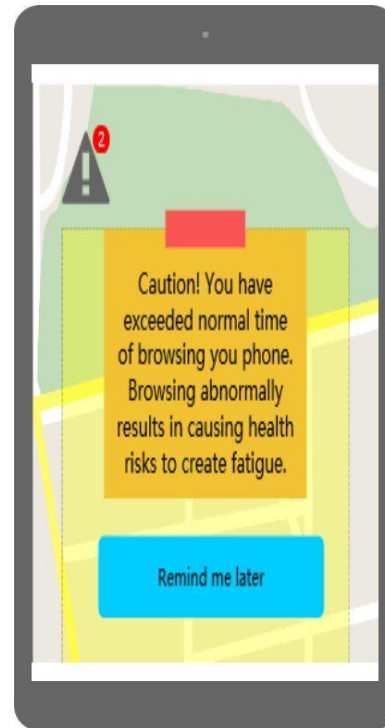 2
Caution! You have
exceeded normal time
of browsing you phone.
Browsing abnormally
results in causing health
risks to create fatigue.
Remind me later